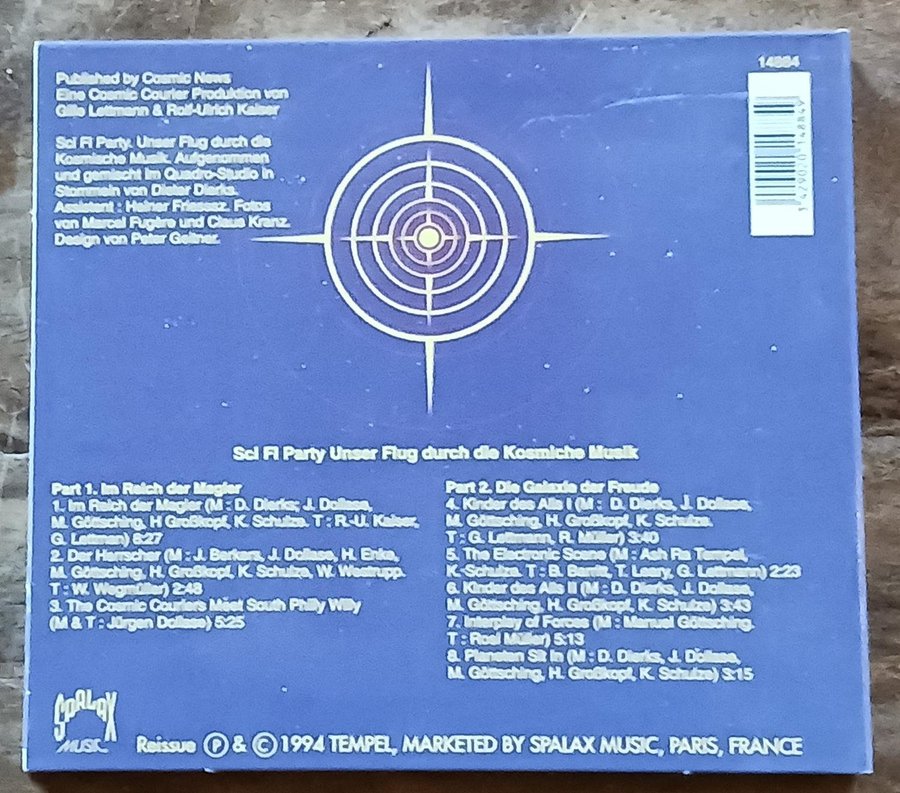 Published by Cosmic News
Eine Cosmic Courier Produktion von
Gille Lettmann & Rolf-Ulrich Kaiser
14884
Sci Fi Party. Unser Flug durch die
Kosmische Musik. Aufgenommen
und gemischt im Quadro-Studio in
Stommeln von Dieter Dierks.
Assistent : Heiner Friesesz. Fotos
von Marcel Fugère und Claus Kranz.
Design von Peter Geitner.
3 429020 148849
Sci Fi Party Unser Flug durch die Kosmiche Musik
Part 1. Im Reich der Magier
1. Im Reich der Magier (M : D. Dierks; J. Dollase,
M. Göttsching, H Großkopf, K. Schulze. T : R.-U. Kaiser,
G. Lettman) 8:27
2. Der Herrscher (M : J. Berkers, J. Dollase, H. Enke,
M. Göttsching, H. Großkopf, K. Schulze, W. Westrupp.
T : W. Wegmüller) 2:48
3. The Cosmic Couriers Meet South Philly Willy
(M & T : Jürgen Dollase) 5:25
Part 2. Die Galaxie der Freude
4. Kinder des Alls I (M : D. Dierks, J. Dollase,
M. Göttsching, H. Großkopf, K. Schulze.
T : G. Lettmann, R. Müller) 3:40
5. The Electronic Scene (M : Ash Ra Tempel,
K.-Schulze. T : B. Barritt, T. Leary, G. Lettmann) 2:23
6. Kinder des Alls II (M : D. Dierks, J. Dollase,
M. Göttsching, H. Großkopf, K. Schulze) 3:43
7. Interplay of Forces (M : Manuel Göttsching.
T : Rosi Müller) 5:13
8. Planeten Sit In (M : D. Dierks, J. Dollase,
M. Göttsching, H. Großkopf, K. Schulze) 3:15
SPALAX
MUSIC
Reissue Ⓟ & © 1994 TEMPEL, MARKETED BY SPALAX MUSIC, PARIS, FRANCE